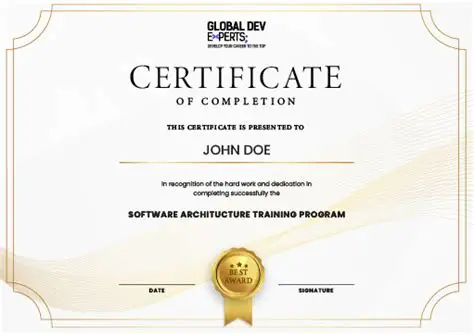 GLOBAL DEV
EXPERTS;
DEVELOP YOUR CAREER TO THE TOP
CERTIFICATE
OF COMPLETION
THIS CERTIFICATE IS PRESENTED TO
JOHN DOE
In recognition of the hard work and dedication in
completing successfully the
SOFTWARE ARCHITUCTURE TRAINING PROGRAM
BEST
AWARD
DATE
SIGNATURE